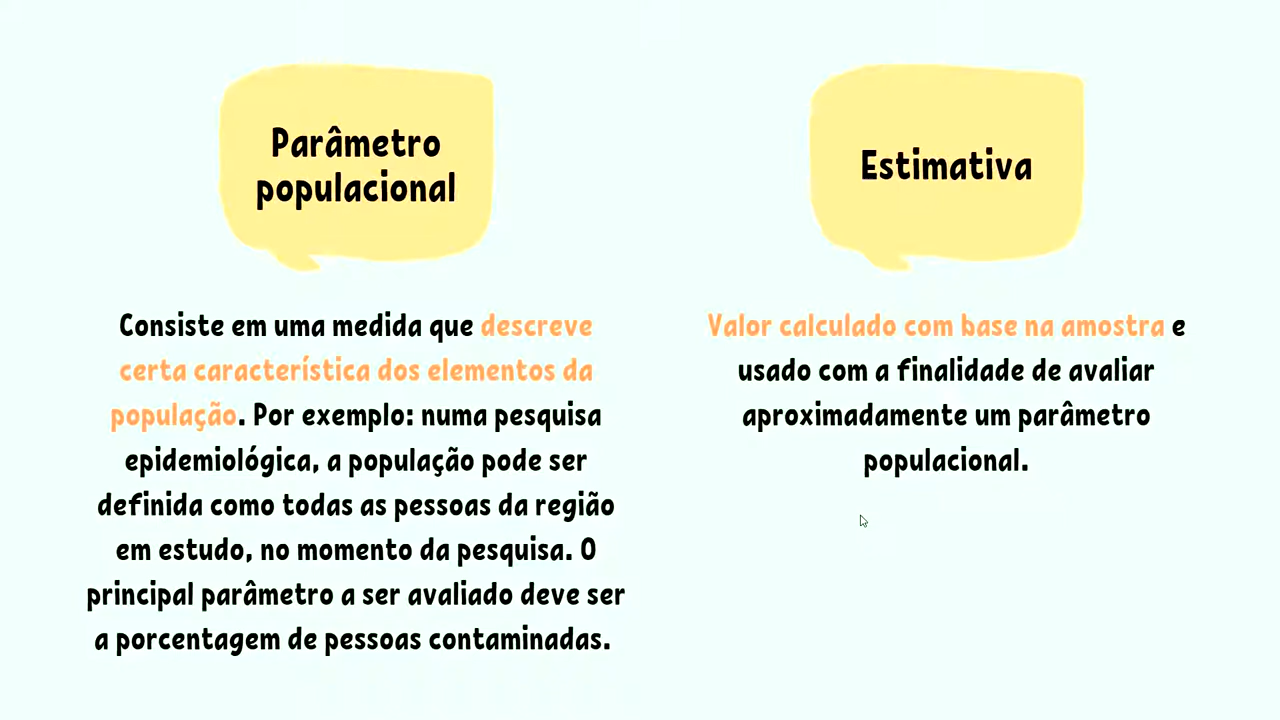 Parâmetro
populacional
Consiste em uma medida que descreve
certa característica dos elementos da
população. Por exemplo: numa pesquisa
epidemiológica, a população pode ser
definida como todas as pessoas da região
em estudo, no momento da pesquisa. O
principal parâmetro a ser avaliado deve ser
a porcentagem de pessoas contaminadas.
Estimativa
Valor calculado com base na amostra e
usado com a finalidade de avaliar
aproximadamente um parâmetro
populacional.